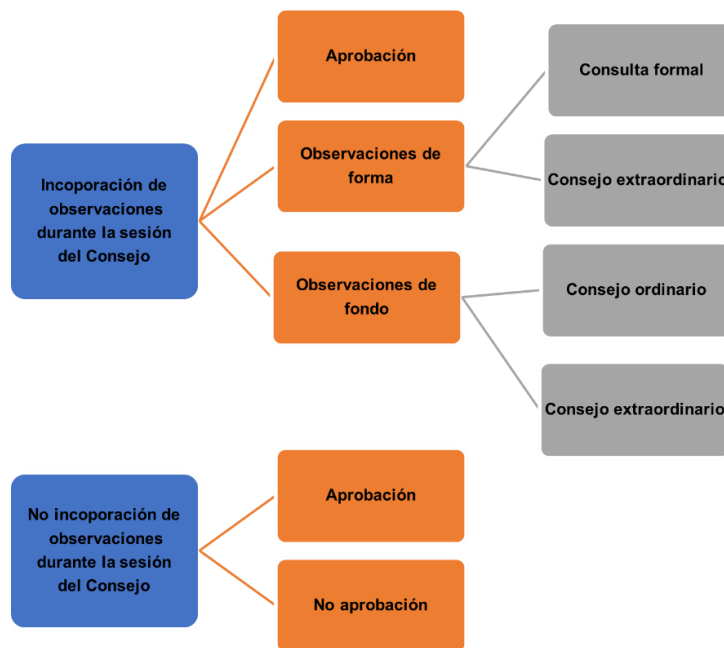 Aprobación
Consulta formal
Observaciones de
forma
Consejo extraordinario
Incoporación de
observaciones
durante la sesión
del Consejo
Observaciones de
fondo
Consejo ordinario
Consejo extraordinario
No incoporación de
observaciones
durante la sesión
del Consejo
Aprobación
No aprobación